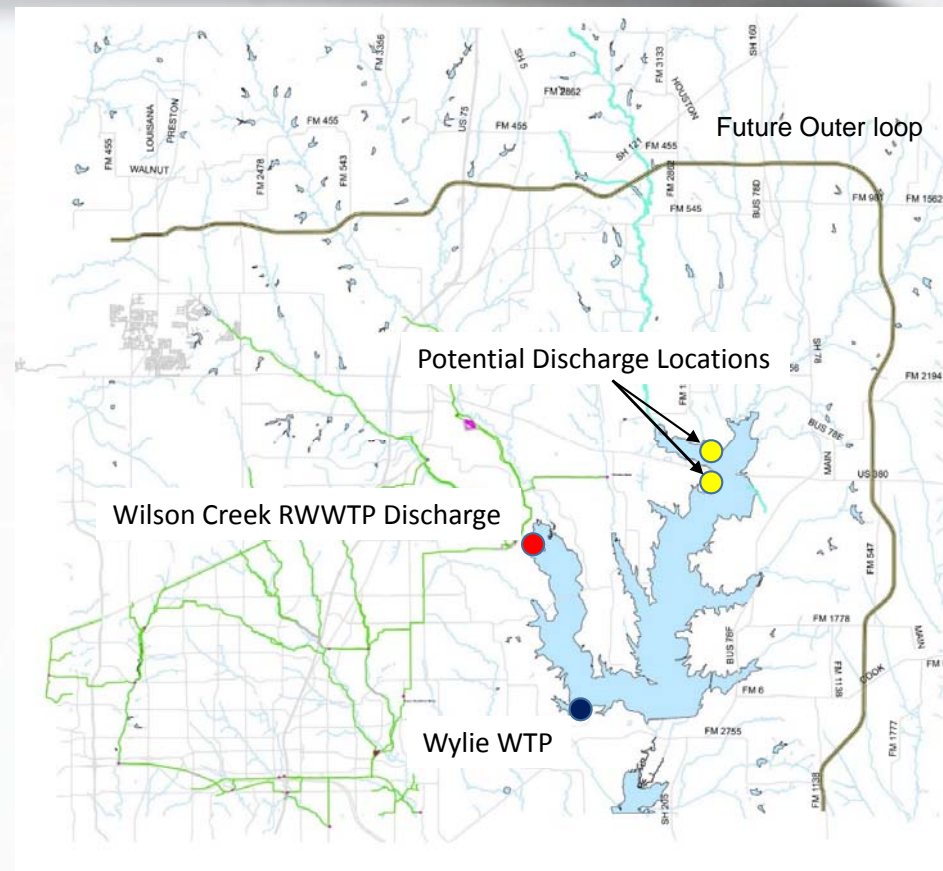 FM 3356
SH 5
FM 3133
SH 160
FM 2862
HOUSTON
LOUISANA
PRESTON
US 75
FM 455
FM 455
FM 455
Future Outer loop
FM 455
WALNUT
FM 2478
FM 543
SH 121
FM 455
FM 2862
BUS 78D
FM 981
FM 1562
FM 545
SH 78
Potential Discharge Locations
FM 2194
BUS 78E
MAIN
US 380
Wilson Creek RWWTP Discharge
FM 547
FM 1778
BUS 78F
FM 1138
COOK
MAIN
FM 6
Wylie WTP
FM 2755
FM 1777
FM 1138
SH 205